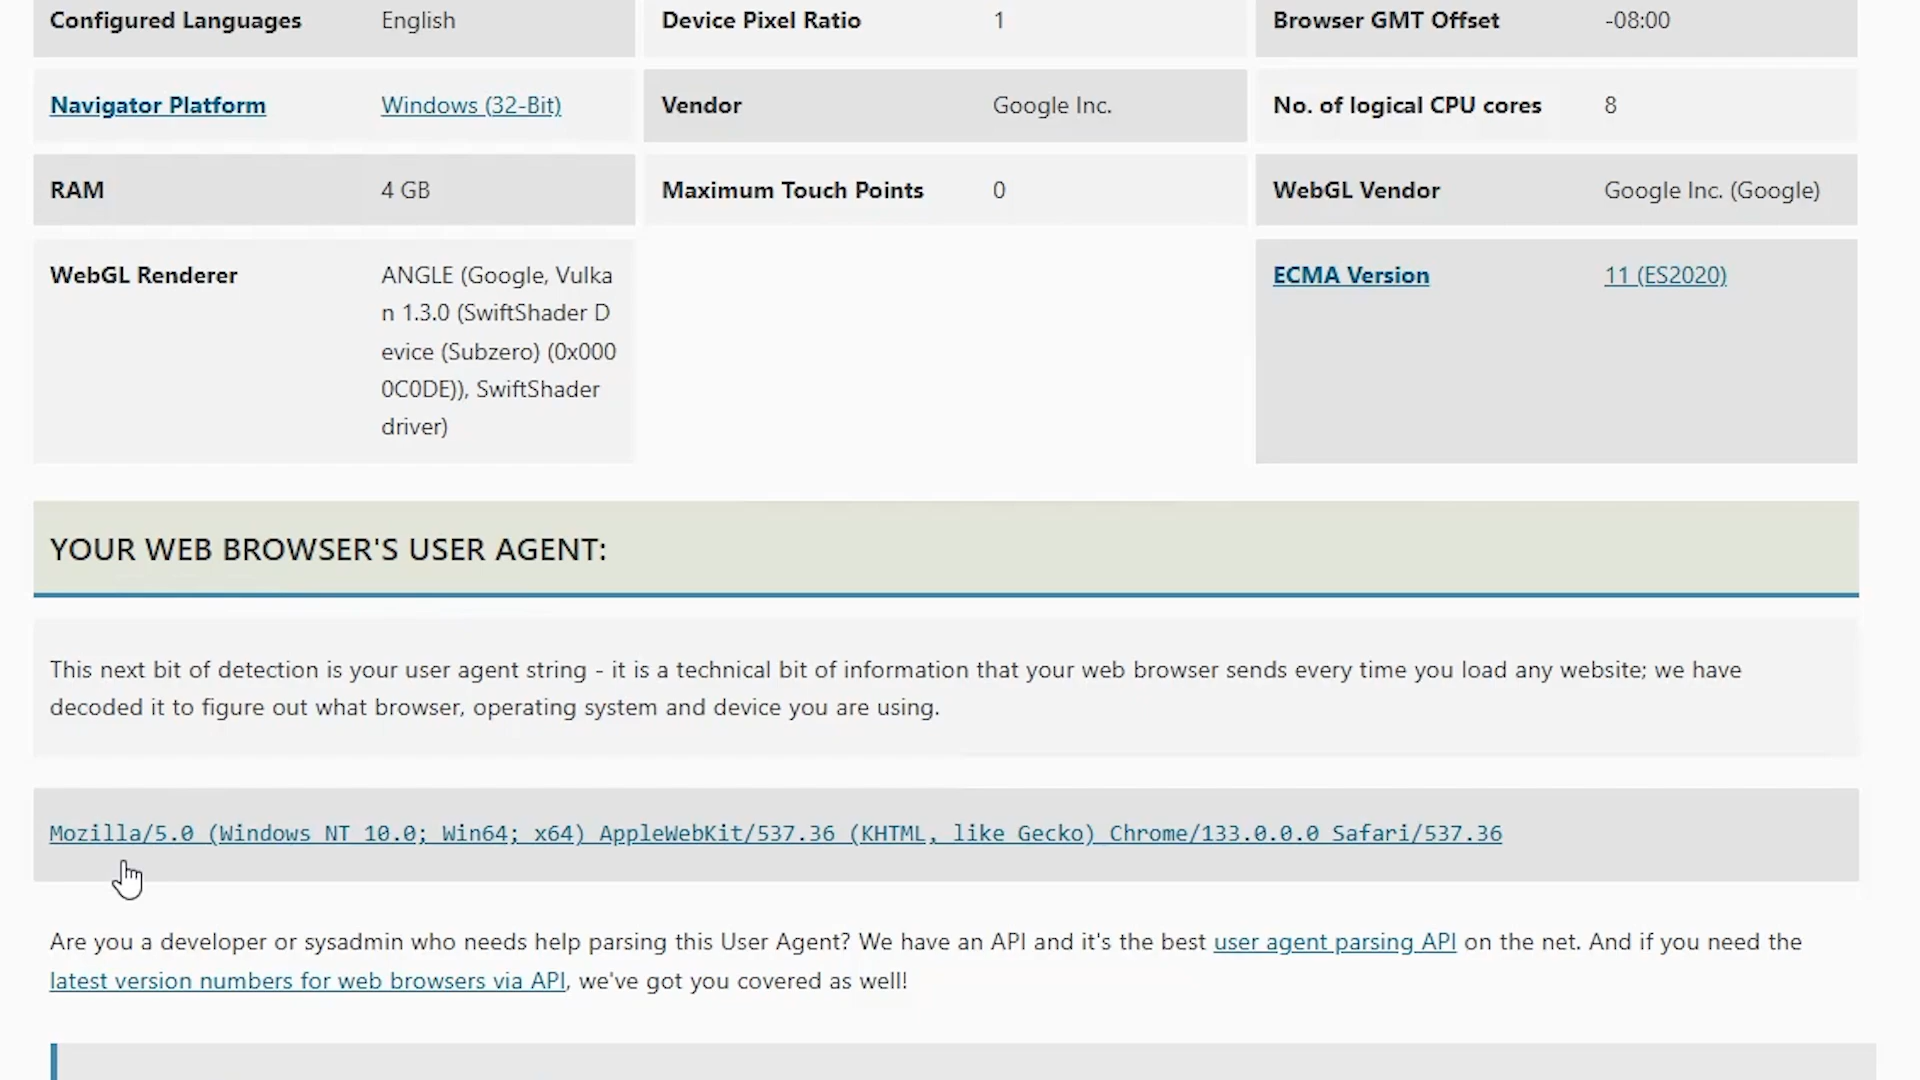 Configured Languages English Device Pixel Ratio 1 Browser GMT Offset -08:00
Navigator Platform Windows (32-Bit) Vendor Google Inc. No. of logical CPU cores 8
RAM 4 GB Maximum Touch Points 0 WebGL Vendor Google Inc. (Google)
WebGL Renderer ANGLE (Google, Vulka ECMA Version 11 (ES2020)
n 1.3.0 (SwiftShader D
evice (Subzero) (0x000
0C0DE)), SwiftShader
driver)
YOUR WEB BROWSER'S USER AGENT:
This next bit of detection is your user agent string - it is a technical bit of information that your web browser sends every time you load any website; we have
decoded it to figure out what browser, operating system and device you are using.
Mozilla/5.0 (Windows NT 10.0; Win64; x64) AppleWebKit/537.36 (KHTML, like Gecko) Chrome/133.0.0.0 Safari/537.36
Are you a developer or sysadmin who needs help parsing this User Agent? We have an API and it's the best user agent parsing API on the net. And if you need the
latest version numbers for web browsers via API, we've got you covered as well!